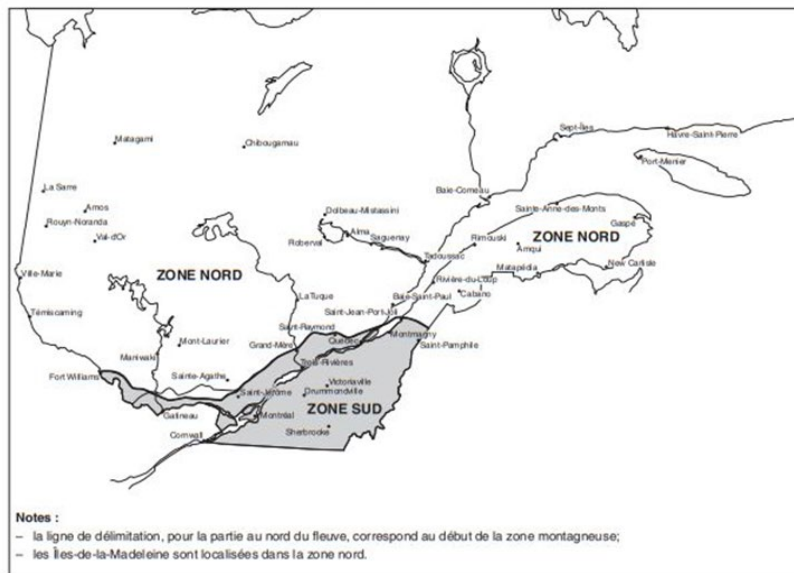 Sept-Îles
Havre-Saint-Pierre
Matagami
Chibougamau
Port-Menier
La Sarre
Baie-Comeau
Amos
Dolbeau-Mistassini
Sainte-Anne-des-Monts
Rouyn-Noranda
Alma
Gaspé
Val-d'Or
Roberval
Saguenay
Rimouski
ZONE NORD
Amqui
Tadoussac
New Carlisle
Ville-Marie
ZONE NORD
Matapédia
Rivière-du-Loup
La Tuque
Baie-Saint-Paul
Cabano
Témiscaming
Saint-Jean-Port-Joli
Saint-Raymond
Montmagny
Mont-Laurier
Grand-Mère
Québec
Saint-Pamphile
Maniwaki
Trois-Rivières
Fort Williams
Sainte-Agathe
Victoriaville
Saint-Jérôme
Drummondville
ZONE SUD
Gatineau
Montréal
Cornwall
Sherbrooke
Notes :
– la ligne de délimitation, pour la partie au nord du fleuve, correspond au début de la zone montagneuse;
– les Îles-de-la-Madeleine sont localisées dans la zone nord.